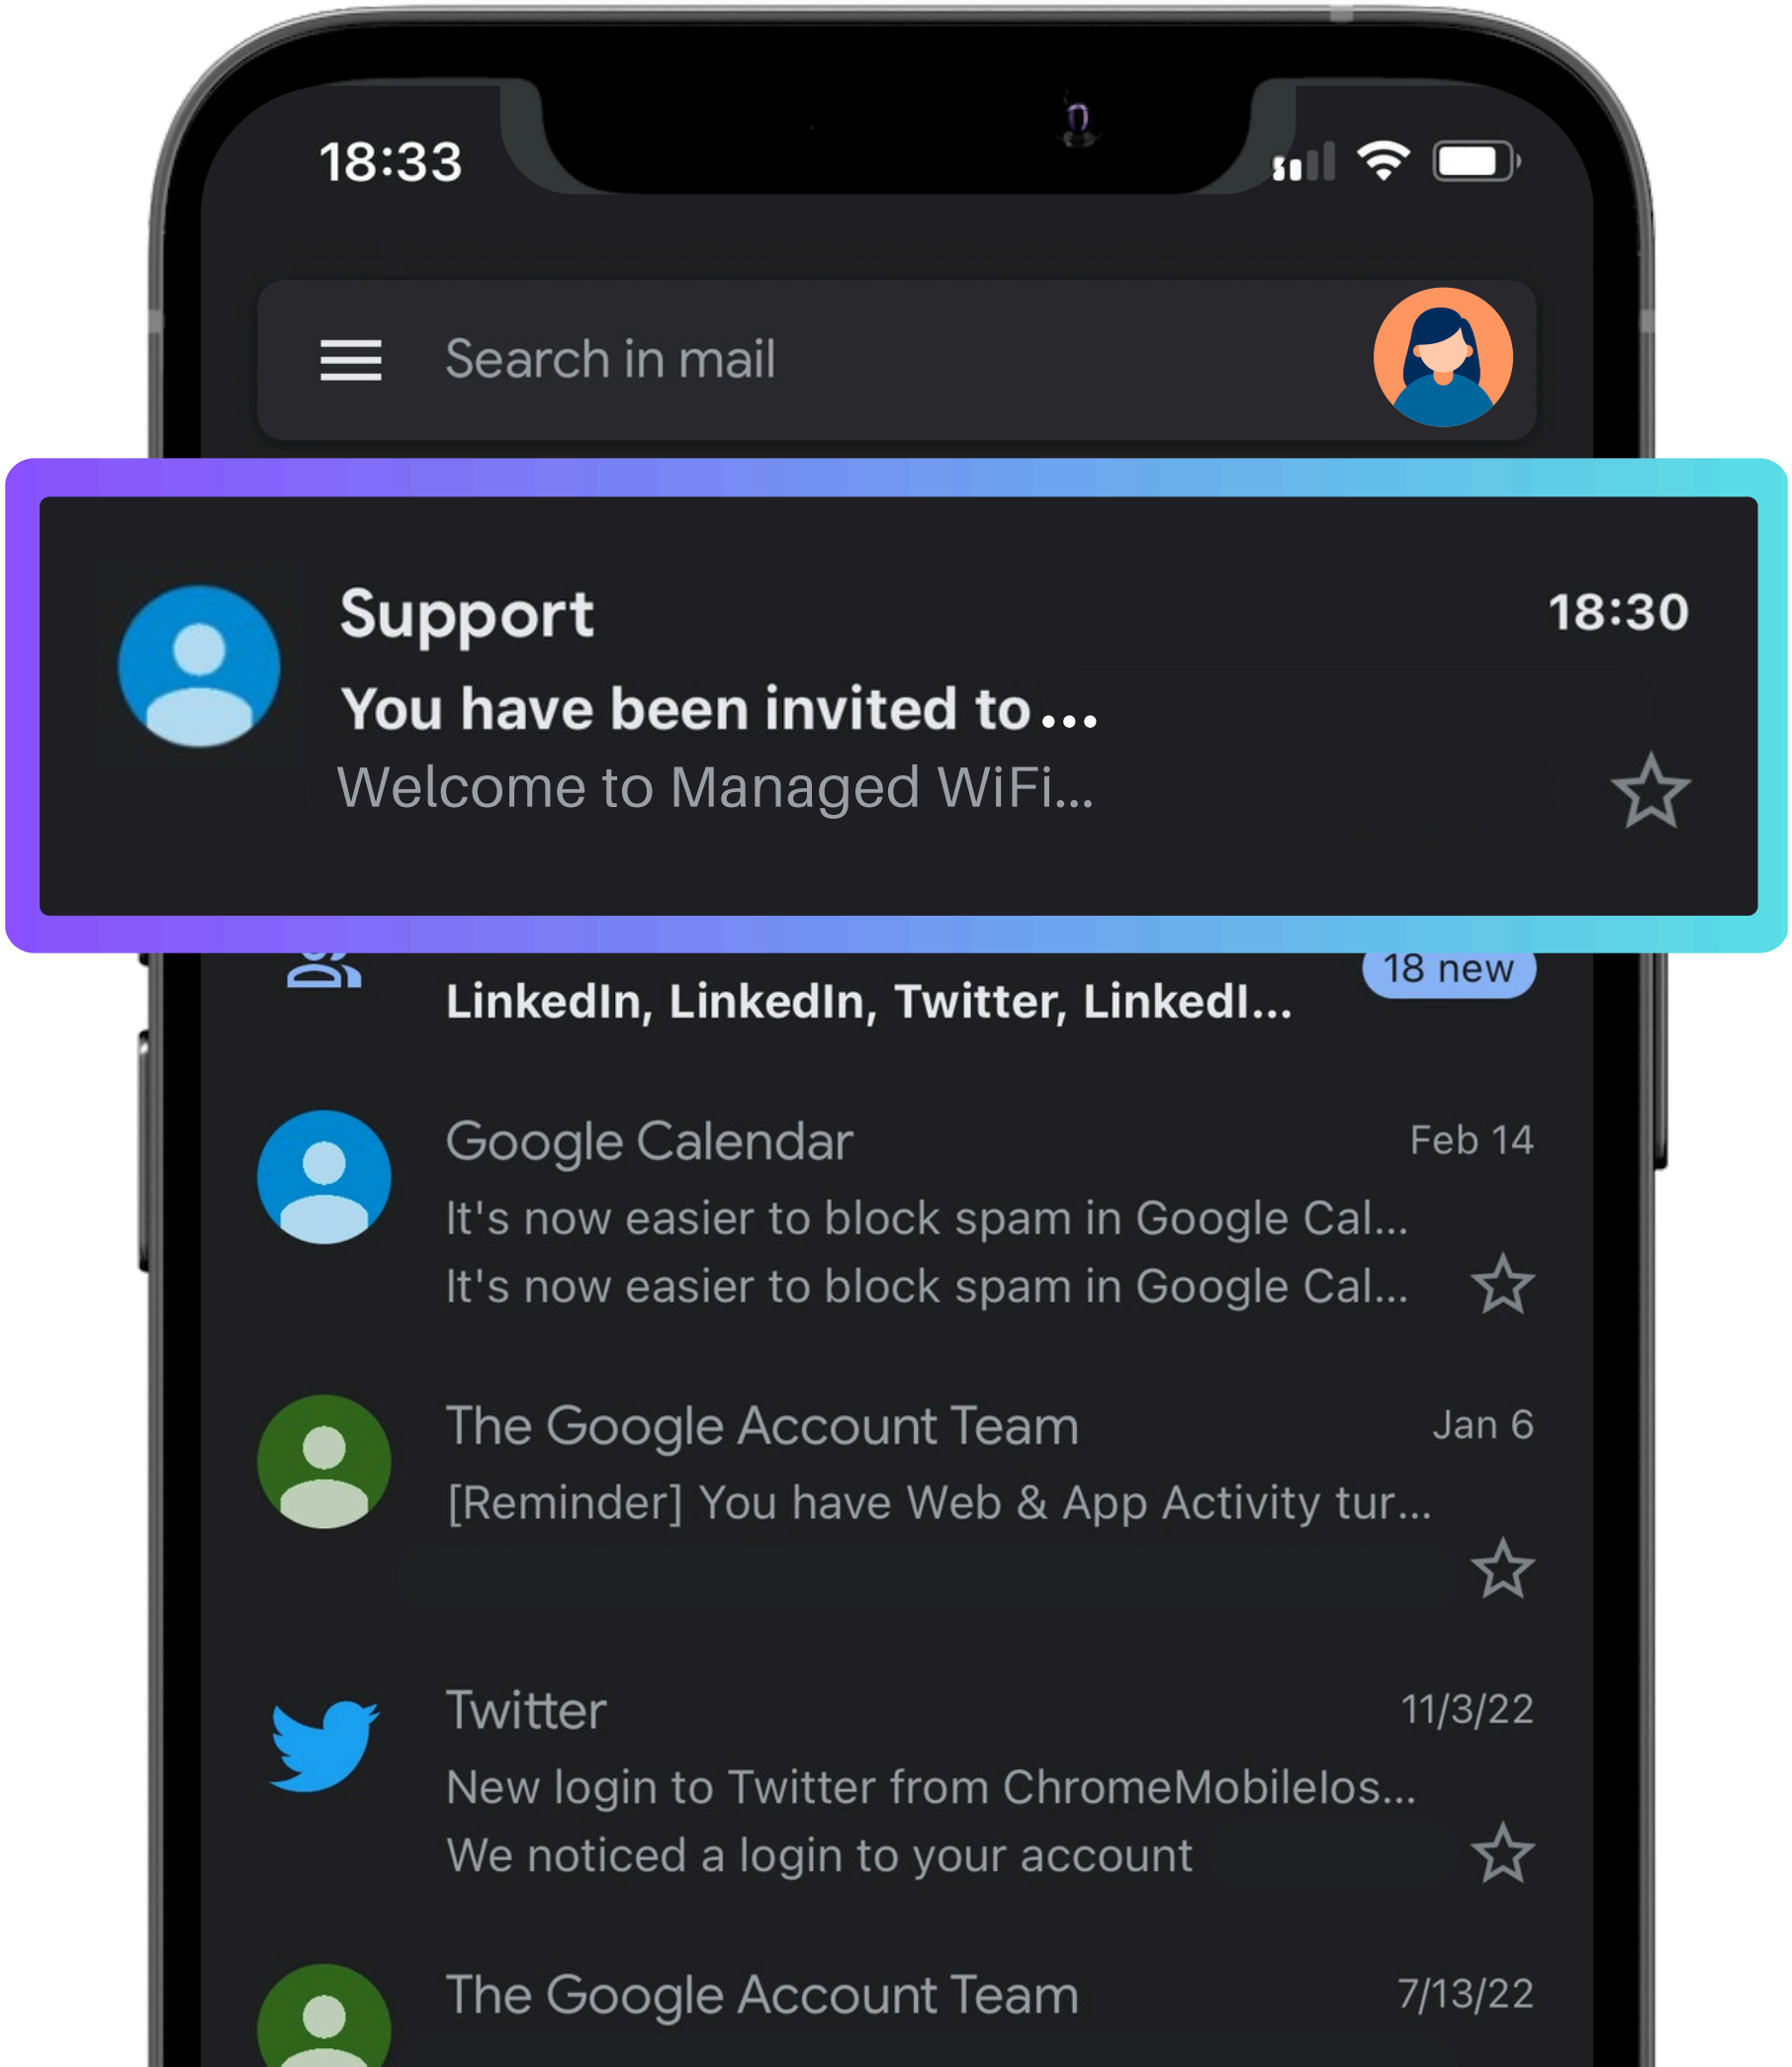 18:33
Search in mail
Support 18:30
You have been invited to...
Welcome to Managed WiFi...
18 new
LinkedIn, LinkedIn, Twitter, LinkedI...
Google Calendar Feb 14
It's now easier to block spam in Google Cal...
It's now easier to block spam in Google Cal...
The Google Account Team Jan 6
[Reminder] You have Web & App Activity tur...
Twitter 11/3/22
New login to Twitter from ChromeMobileIos...
We noticed a login to your account
The Google Account Team 7/13/22